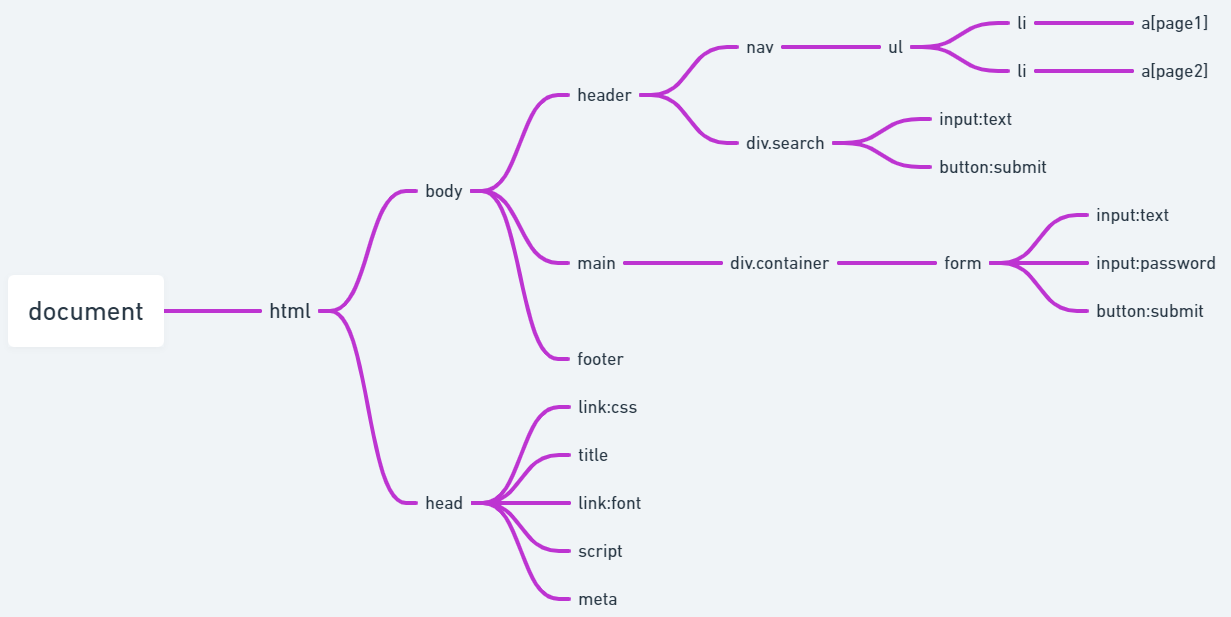 document
html
body
header
nav
ul
li
a[page1]
li
a[page2]
div.search
input:text
button:submit
main
div.container
form
input:text
input:password
button:submit
footer
head
link:css
title
link:font
script
meta